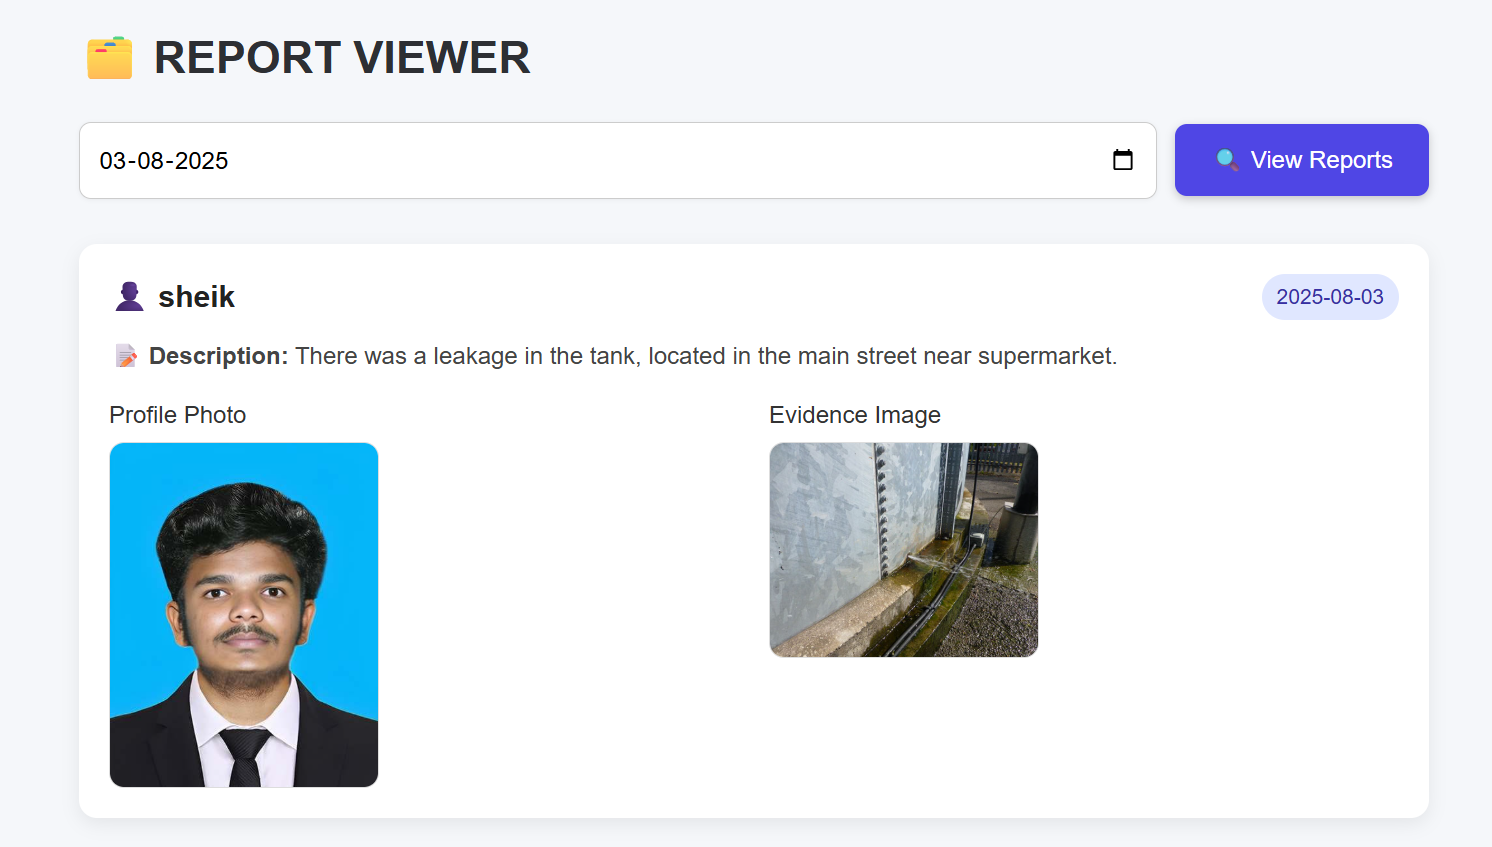 REPORT VIEWER
03-08-2025
View Reports
sheik
2025-08-03
Description: There was a leakage in the tank, located in the main street near supermarket.
Profile Photo
Evidence Image